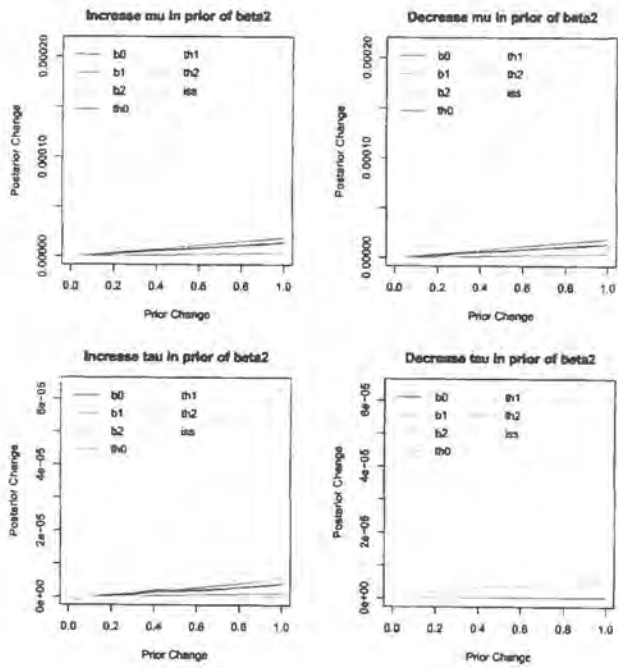 Increase mu in prior of beta2
Posterior Change
0.00000
0.00010
0.00020
b0
b1
b2
th0
th1
th2
iss
0.0 0.2 0.4 0.6 0.8 1.0
Prior Change
Decrease mu in prior of beta2
Posterior Change
0.00000
0.00010
0.00020
b0
b1
b2
th0
th1
th2
iss
0.0 0.2 0.4 0.6 0.8 1.0
Prior Change
Increase tau in prior of beta2
Posterior Change
0e+00
2e-05
4e-05
6e-05
b0
b1
b2
th0
th1
th2
iss
0.0 0.2 0.4 0.6 0.8 1.0
Prior Change
Decrease tau in prior of beta2
Posterior Change
0e+00
2e-05
4e-05
6e-05
b0
b1
b2
th0
th1
th2
iss
0.0 0.2 0.4 0.6 0.8 1.0
Prior Change